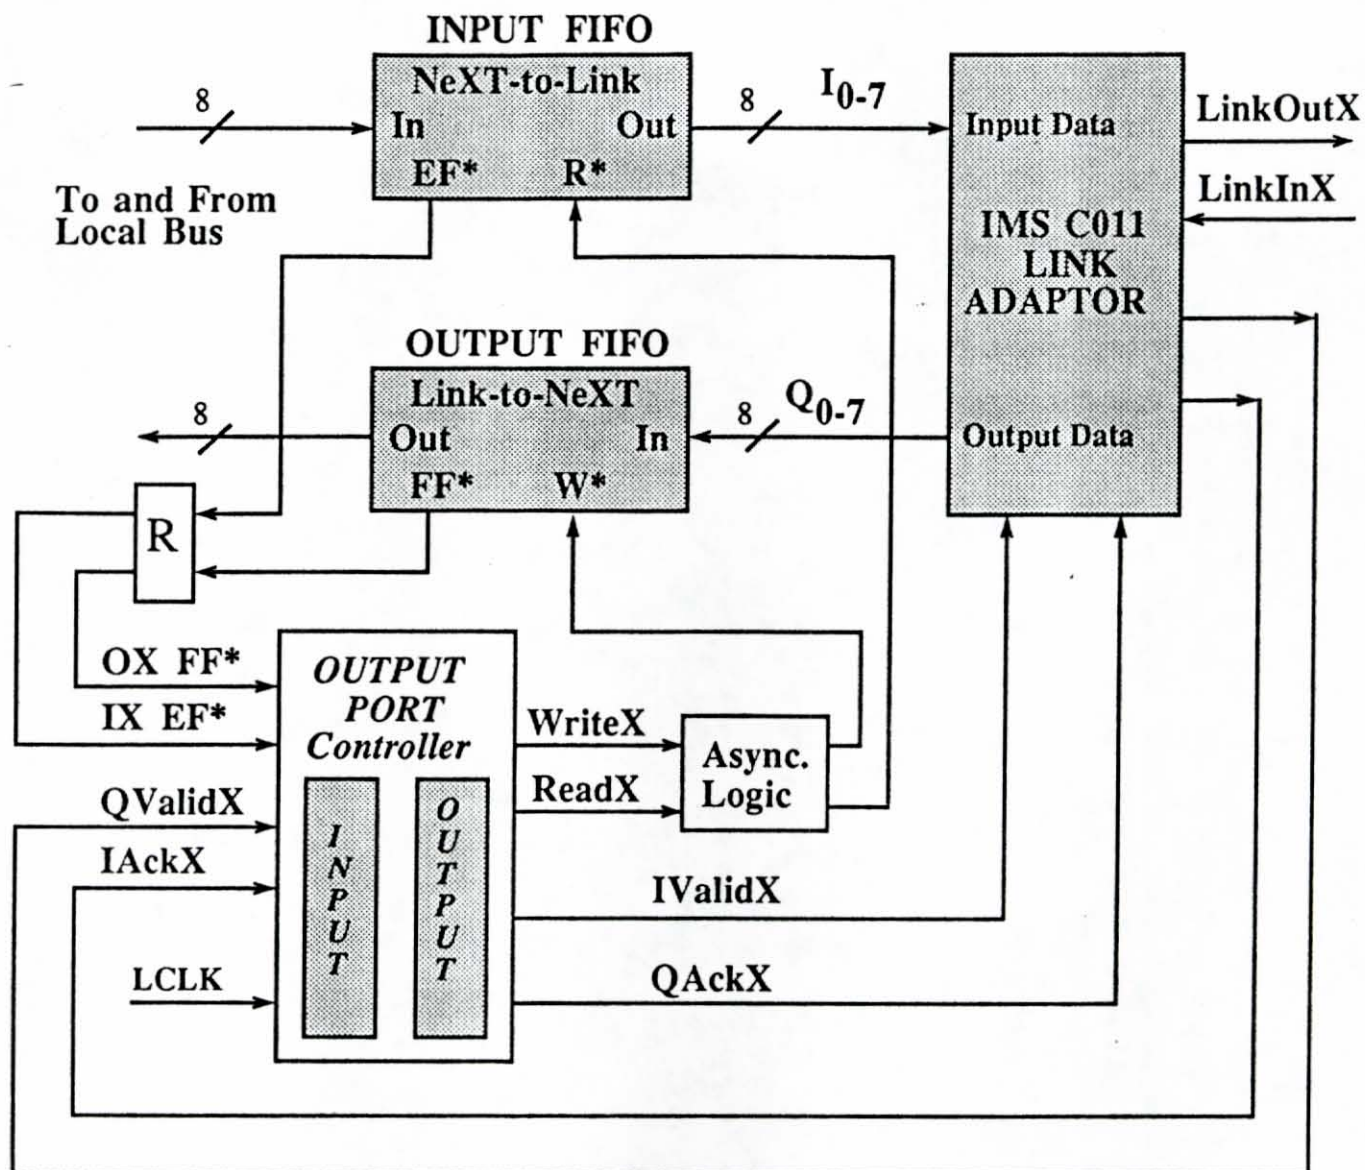 INPUT FIFO
NeXT-to-Link
In
Out
EF*
R*
8
8
I0-7
Input Data
LinkOutX
LinkInX
To and From
Local Bus
IMS C011
LINK
ADAPTOR
OUTPUT FIFO
Link-to-NeXT
Out
In
FF*
W*
8
8
Q0-7
Output Data
R
OX FF*
IX EF*
QValidX
IAckX
LCLK
OUTPUT
PORT
Controller
INPUT
OUTPUT
WriteX
ReadX
Async.
Logic
IValidX
QAckX